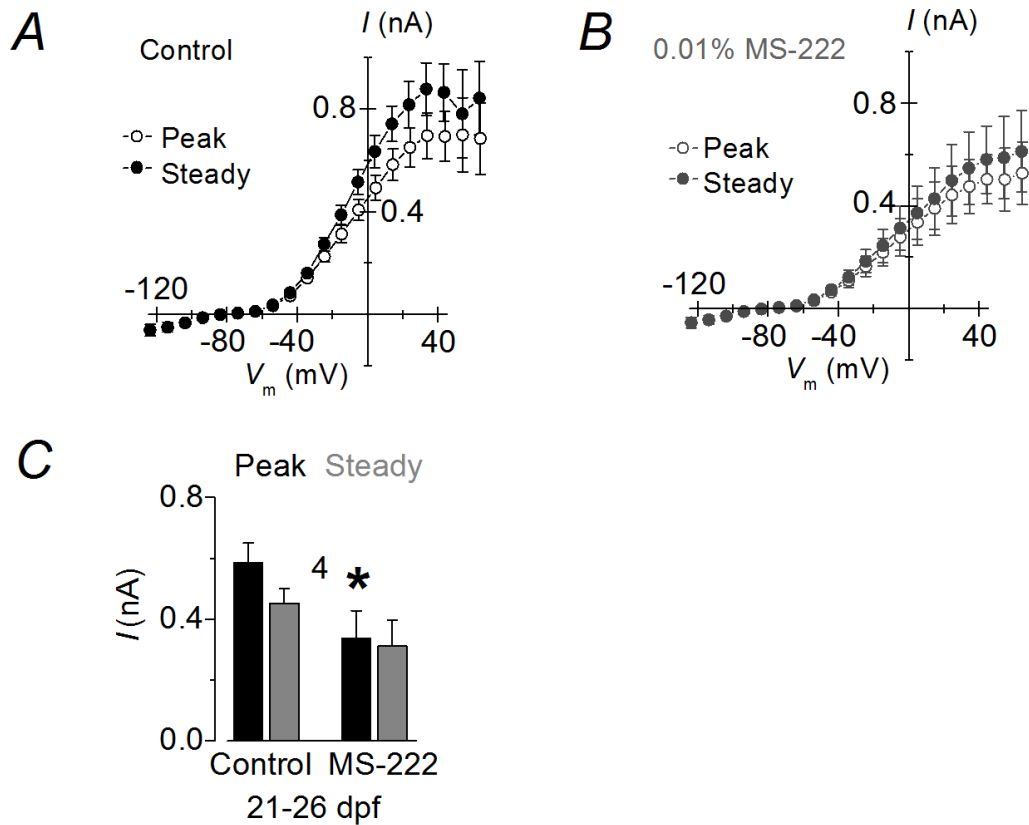 A
Control
I (nA)
0.8
Peak
Steady
0.4
-120
-80
-40
40
Vm (mV)
B
0.01% MS-222
I (nA)
0.8
Peak
Steady
0.4
-120
-80
-40
40
Vm (mV)
C
Peak Steady
0.8
4 *
I (nA)
0.4
0.0
Control MS-222
21-26 dpf